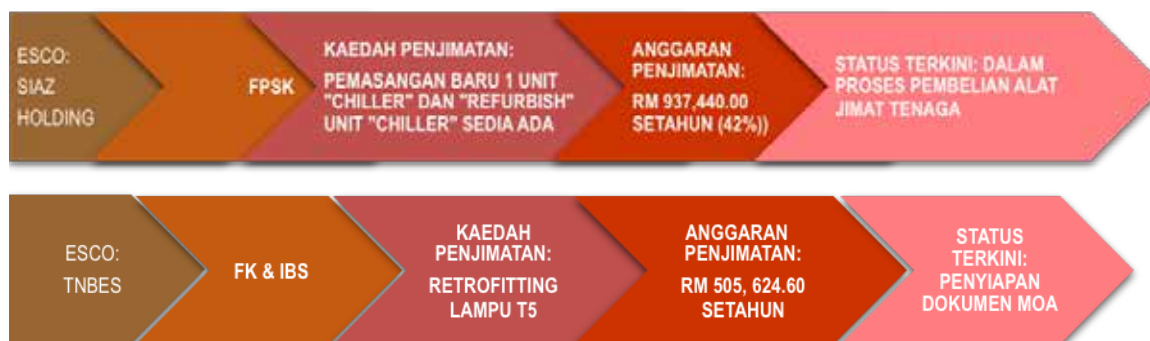 ESCO:
SIAZ
HOLDING
FPSK
KAEDAH PENJIMATAN:
PEMASANGAN BARU 1 UNIT
"CHILLER" DAN "REFURBISH"
UNIT "CHILLER" SEDIA ADA
ANGGARAN
PENJIMATAN:
RM 937,440.00
SETAHUN (42%))
STATUS TERKINI: DALAM
PROSES PEMBELIAN ALAT
JIMAT TENAGA
ESCO:
TNBES
FK & IBS
KAEDAH
PENJIMATAN:
RETROFITTING
LAMPU T5
ANGGARAN
PENJIMATAN:
RM 505, 624.60
SETAHUN
STATUS
TERKINI:
PENYIAPAN
DOKUMEN MOA